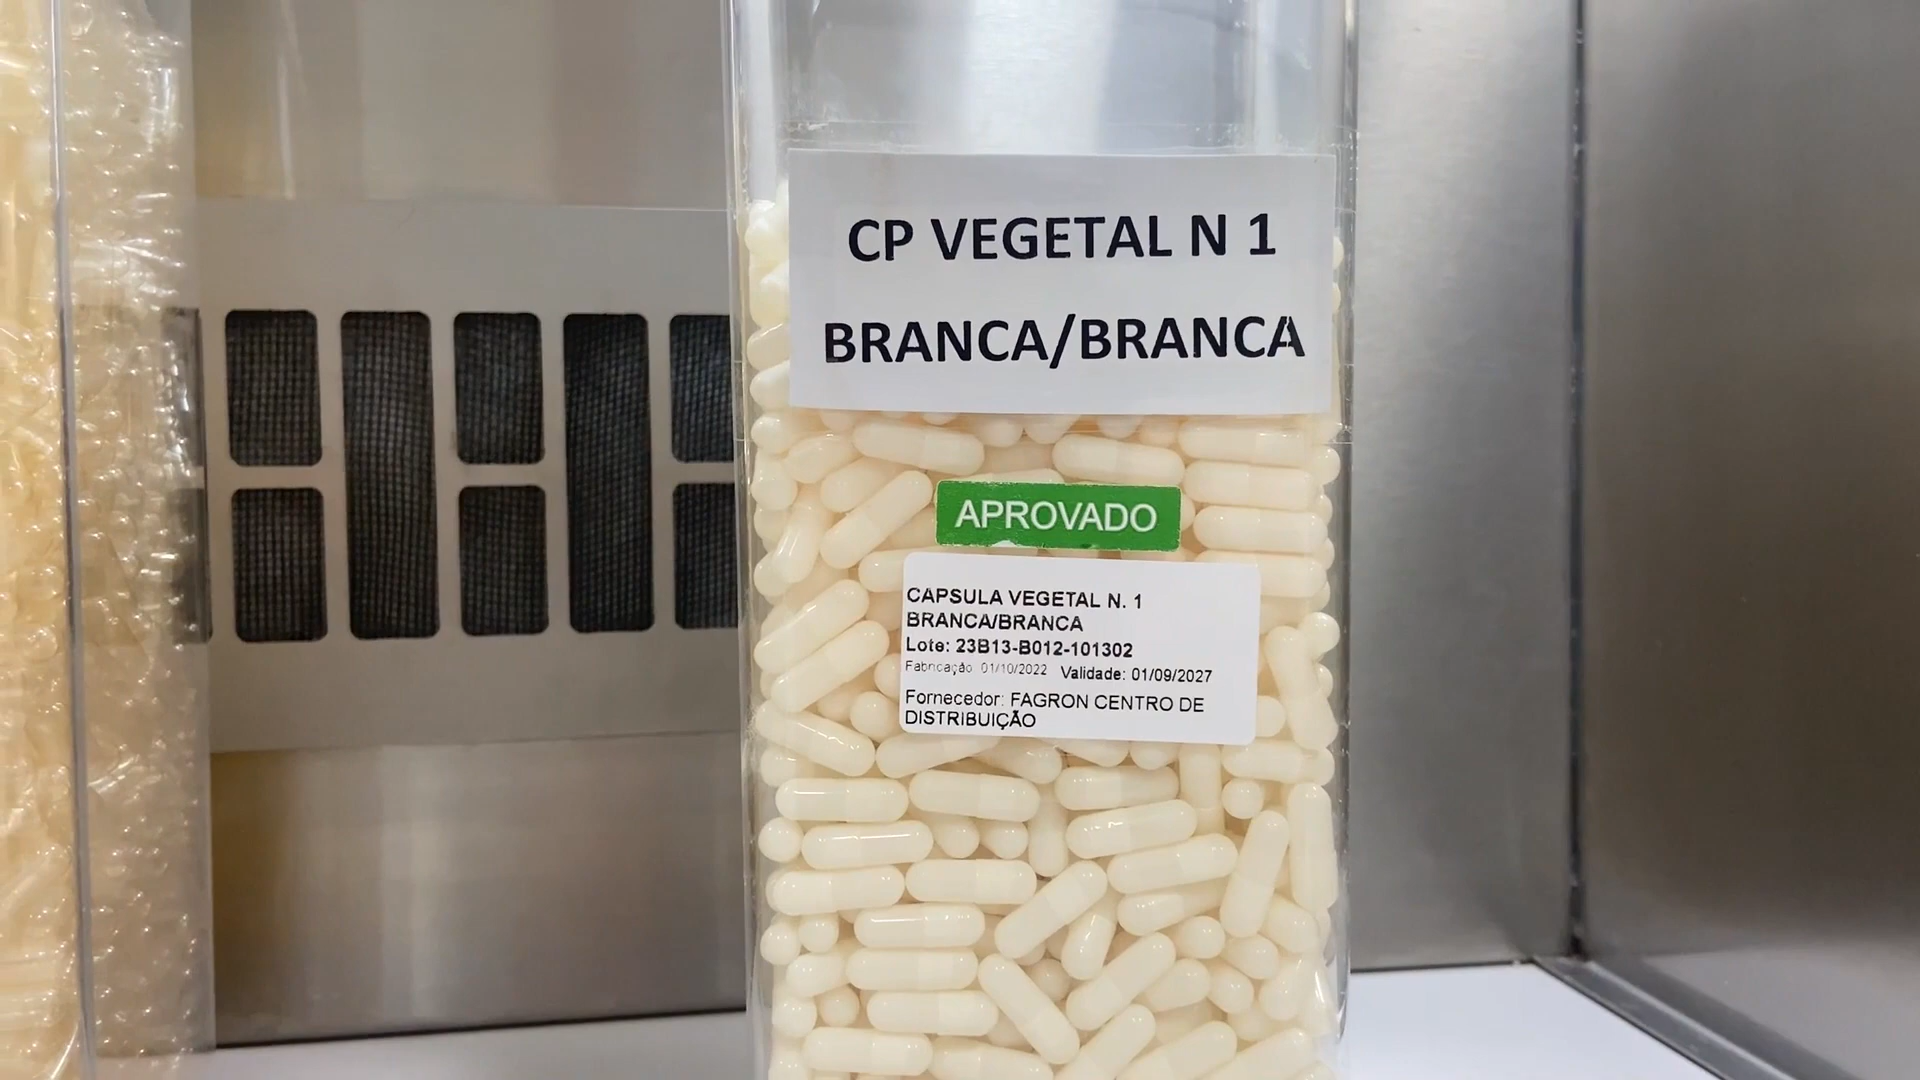 CP VEGETAL N 1
BRANCA/BRANCA
APROVADO
CAPSULA VEGETAL N. 1
BRANCA/BRANCA
Lote: 23B13-B012-101302
Fabricação: 01/10/2022 Validade: 01/09/2027
Fornecedor: FAGRON CENTRO DE
DISTRIBUIÇÃO